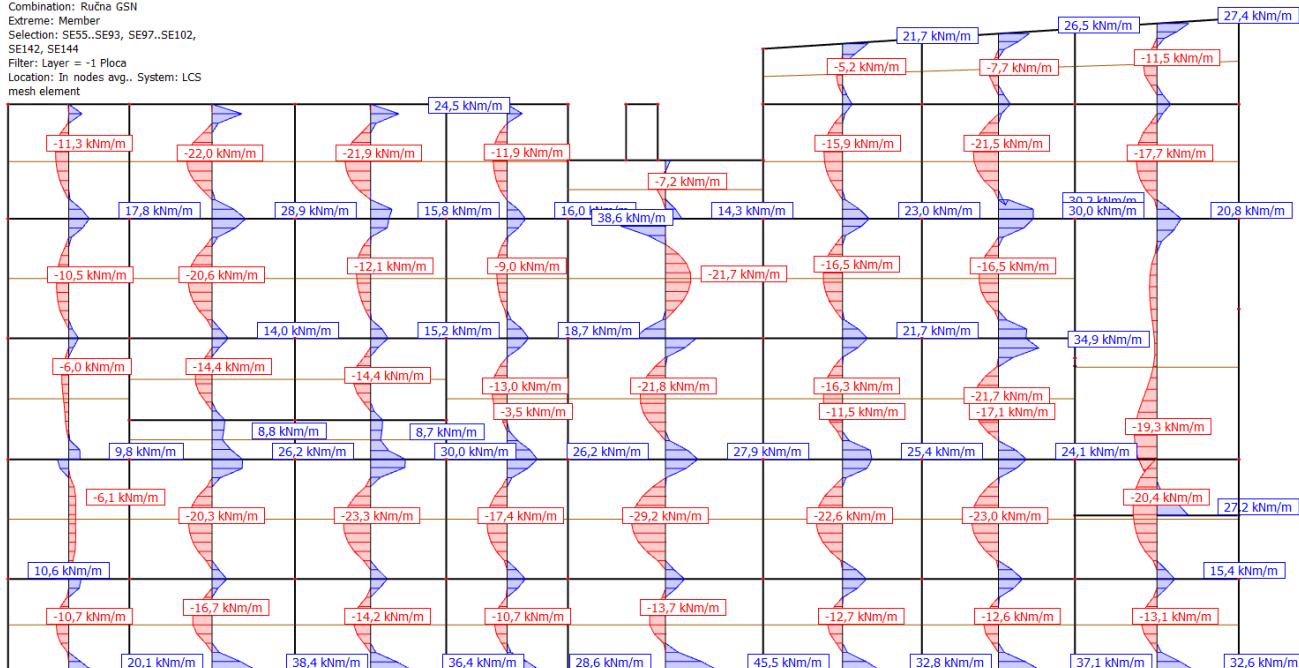 Combination: Ručna GSN
Extreme: Member
Selection: SE55..SE93, SE97..SE102,
SE142, SE144
Filter: Layer = -1 Ploca
Location: In nodes avg.. System: LCS
mesh element
27,4 kNm/m
26,5 kNm/m
21,7 kNm/m
-11,5 kNm/m
-5,2 kNm/m
-7,7 kNm/m
24,5 kNm/m
-11,3 kNm/m
-22,0 kNm/m
-21,9 kNm/m
-11,9 kNm/m
-15,9 kNm/m
-21,5 kNm/m
-17,7 kNm/m
-7,2 kNm/m
30,2 kNm/m
17,8 kNm/m
28,9 kNm/m
15,8 kNm/m
16,0 kNm/m
38,6 kNm/m
14,3 kNm/m
23,0 kNm/m
30,0 kNm/m
20,8 kNm/m
-10,5 kNm/m
-20,6 kNm/m
-12,1 kNm/m
-9,0 kNm/m
-21,7 kNm/m
-16,5 kNm/m
-16,5 kNm/m
14,0 kNm/m
15,2 kNm/m
18,7 kNm/m
21,7 kNm/m
34,9 kNm/m
-6,0 kNm/m
-14,4 kNm/m
-14,4 kNm/m
-13,0 kNm/m
-21,8 kNm/m
-16,3 kNm/m
-21,7 kNm/m
-3,5 kNm/m
-11,5 kNm/m
-17,1 kNm/m
-19,3 kNm/m
8,8 kNm/m
8,7 kNm/m
9,8 kNm/m
26,2 kNm/m
30,0 kNm/m
26,2 kNm/m
27,9 kNm/m
25,4 kNm/m
24,1 kNm/m
-6,1 kNm/m
-20,4 kNm/m
27,2 kNm/m
-20,3 kNm/m
-23,3 kNm/m
-17,4 kNm/m
-29,2 kNm/m
-22,6 kNm/m
-23,0 kNm/m
10,6 kNm/m
15,4 kNm/m
-10,7 kNm/m
-16,7 kNm/m
-14,2 kNm/m
-10,7 kNm/m
-13,7 kNm/m
-12,7 kNm/m
-12,6 kNm/m
-13,1 kNm/m
20,1 kNm/m
38,4 kNm/m
36,4 kNm/m
28,6 kNm/m
45,5 kNm/m
32,8 kNm/m
37,1 kNm/m
32,6 kNm/m